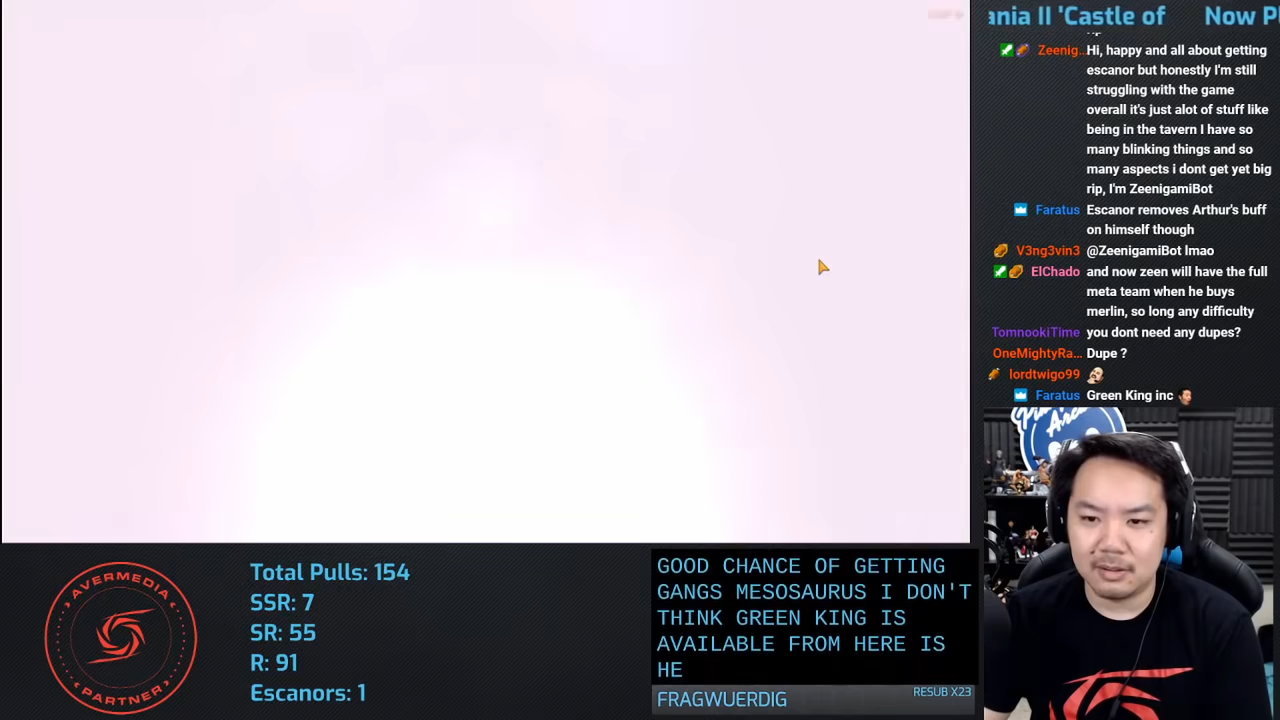 ania II 'Castle of Now P
Zeenig.. Hi, happy and all about getting
escanor but honestly I'm still
struggling with the game
overall it's just alot of stuff like
being in the tavern I have so
many blinking things and so
many aspects i dont get yet big
rip, I'm ZeenigamiBot
Faratus Escanor removes Arthur's buff
on himself though
V3ng3vin3 @ZeenigamiBot lmao
ElChado and now zeen will have the full
meta team when he buys
merlin, so long any difficulty
TomnookiTime you dont need any dupes?
OneMightyRa... Dupe ?
lordtwigo99
Faratus Green King inc
AVERMEDIA
PARTNER
Total Pulls: 154
SSR: 7
SR: 55
R: 91
Escanors: 1
GOOD CHANCE OF GETTING
GANGS MESOSAURUS I DON'T
THINK GREEN KING IS
AVAILABLE FROM HERE IS
HE
FRAGWUERDIG RESUB X23